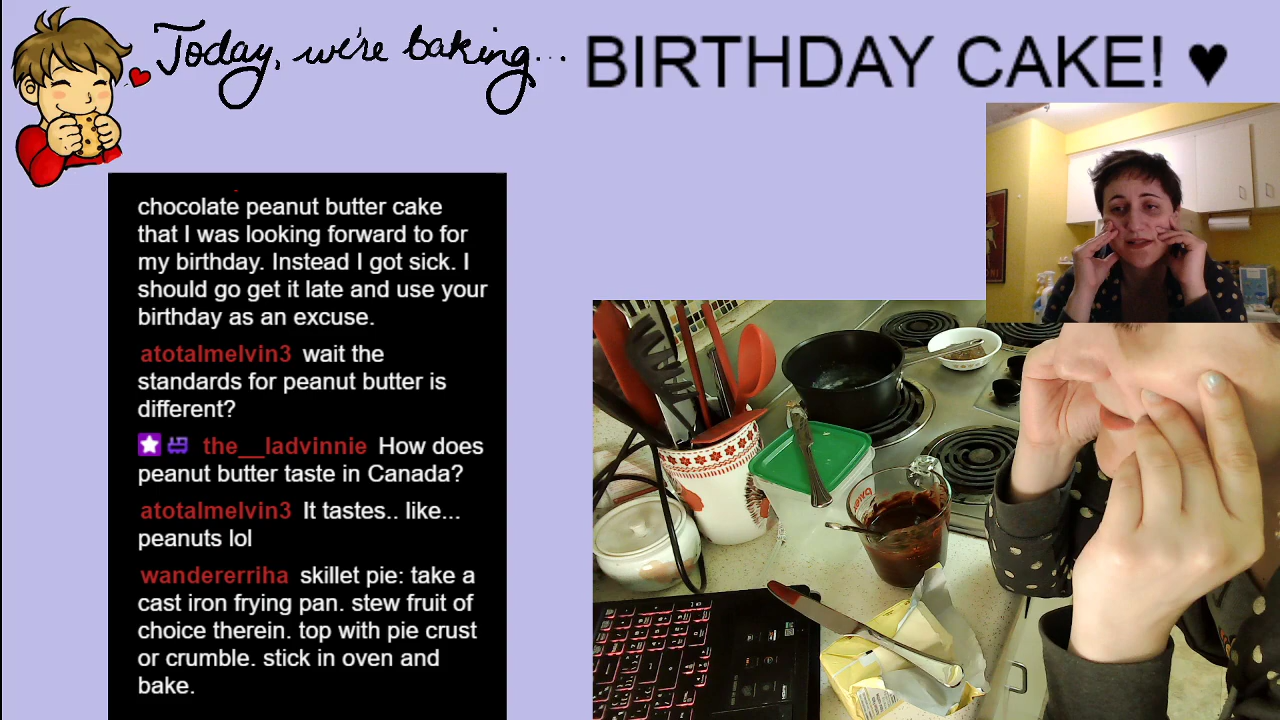 Today, we're baking... BIRTHDAY CAKE! ♥
chocolate peanut butter cake
that I was looking forward to for
my birthday. Instead I got sick. I
should go get it late and use your
birthday as an excuse.
atotalmelvin3 wait the
standards for peanut butter is
different?
the__ladvinnie How does
peanut butter taste in Canada?
atotalmelvin3 It tastes.. like...
peanuts lol
wandererriha skillet pie: take a
cast iron frying pan. stew fruit of
choice therein. top with pie crust
or crumble. stick in oven and
bake.